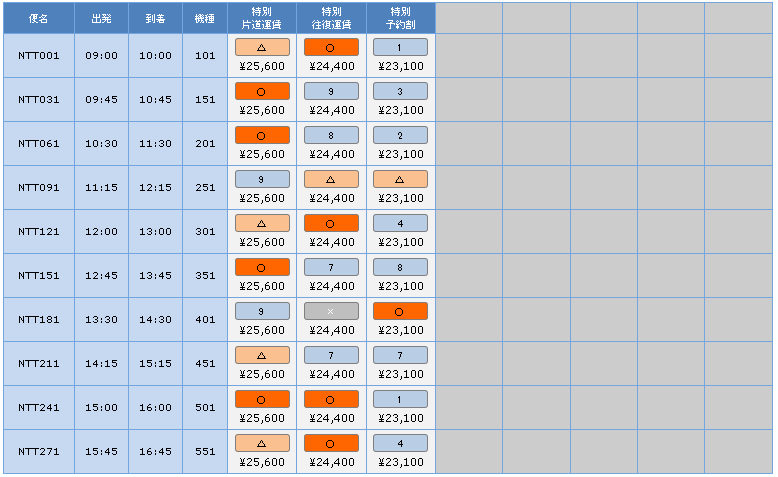 便名 出発 到着 機種 特別 特別 特別
片道運賃 往復運賃 予約割
NTT001 09:00 10:00 101 △ ○ 1
¥25,600 ¥24,400 ¥23,100
NTT031 09:45 10:45 151 ○ 9 3
¥25,600 ¥24,400 ¥23,100
NTT061 10:30 11:30 201 ○ 8 2
¥25,600 ¥24,400 ¥23,100
NTT091 11:15 12:15 251 9 △ △
¥25,600 ¥24,400 ¥23,100
NTT121 12:00 13:00 301 △ ○ 4
¥25,600 ¥24,400 ¥23,100
NTT151 12:45 13:45 351 ○ 7 8
¥25,600 ¥24,400 ¥23,100
NTT181 13:30 14:30 401 9 × ○
¥25,600 ¥24,400 ¥23,100
NTT211 14:15 15:15 451 △ 7 7
¥25,600 ¥24,400 ¥23,100
NTT241 15:00 16:00 501 ○ ○ 1
¥25,600 ¥24,400 ¥23,100
NTT271 15:45 16:45 551 △ ○ 4
¥25,600 ¥24,400 ¥23,100